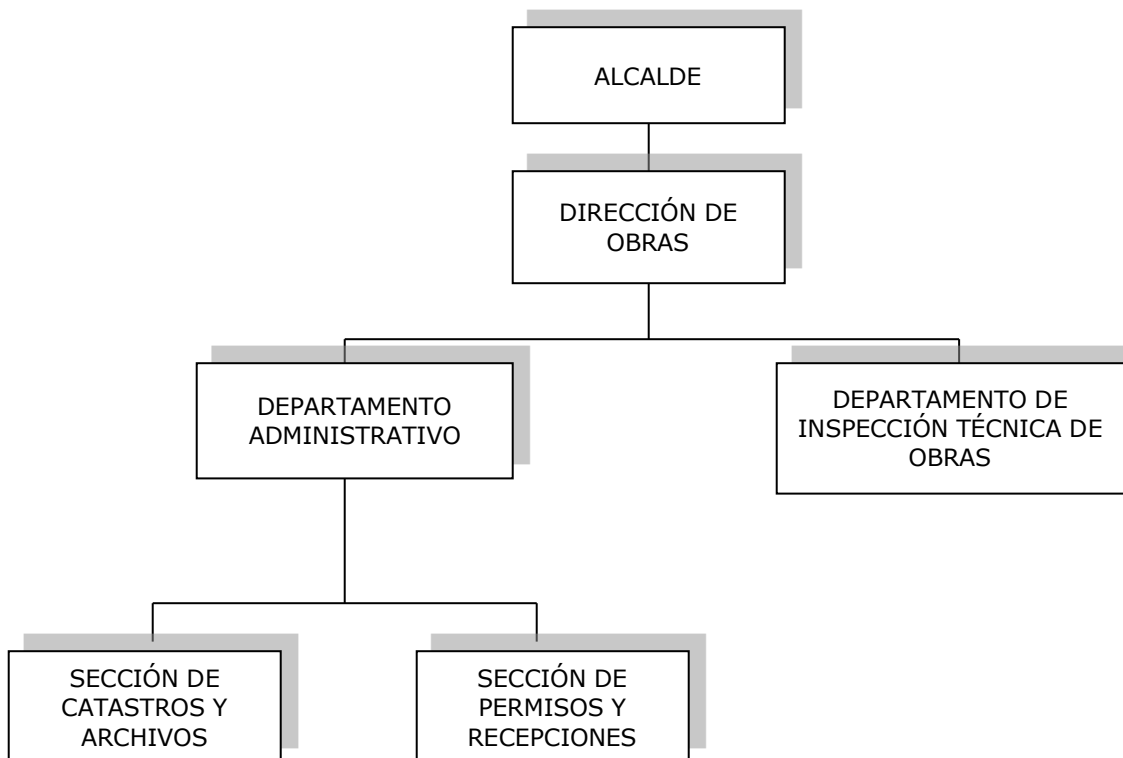 ALCALDE
DIRECCIÓN DE
OBRAS
DEPARTAMENTO
ADMINISTRATIVO
DEPARTAMENTO DE
INSPECCIÓN TÉCNICA DE
OBRAS
SECCIÓN DE
CATASTROS Y
ARCHIVOS
SECCIÓN DE
PERMISOS Y
RECEPCIONES